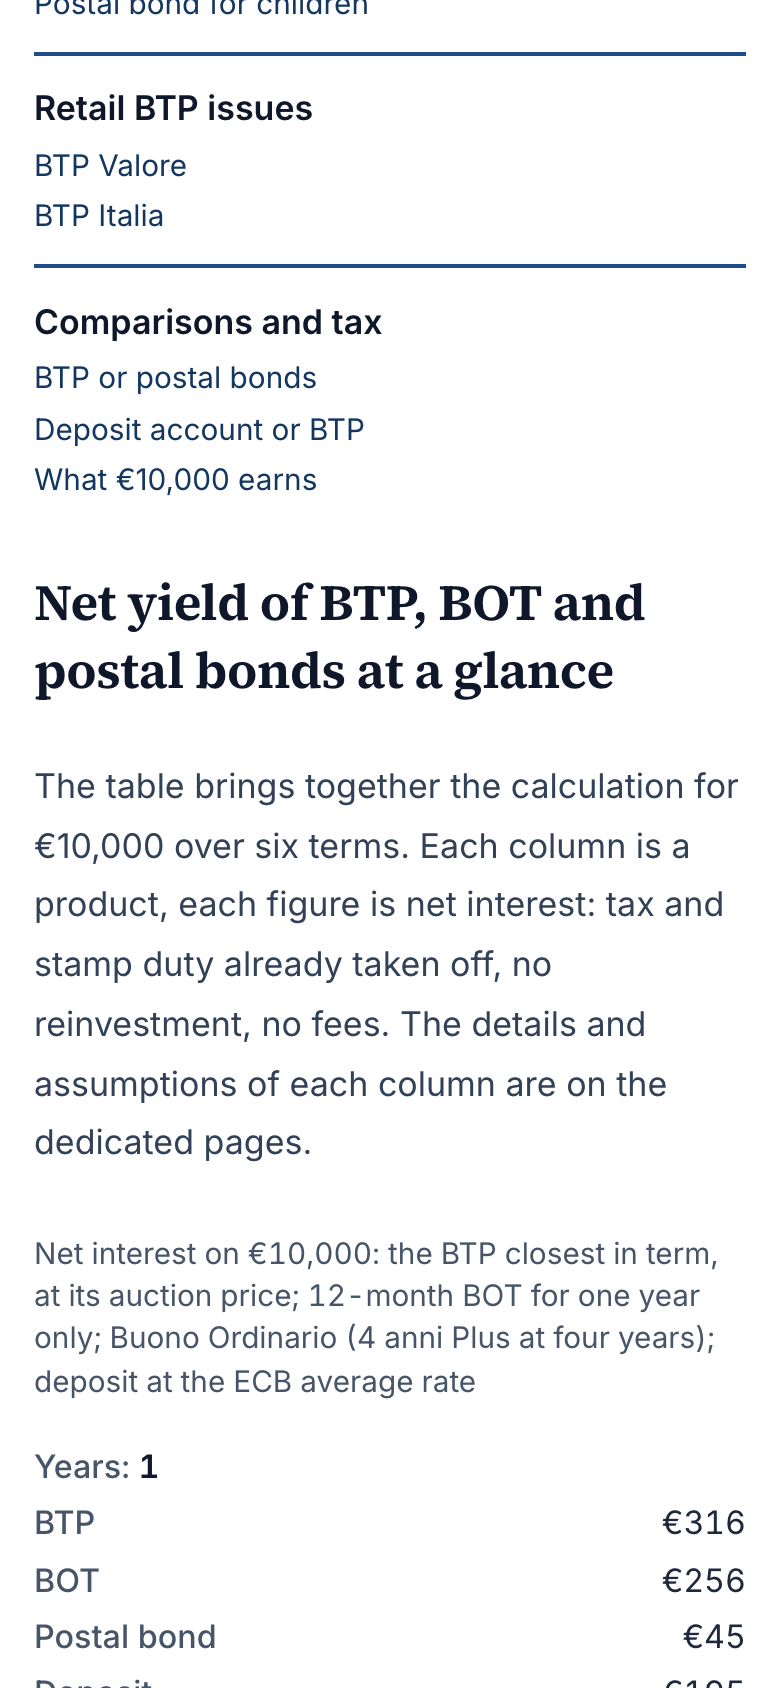 Postal bond for children
Retail BTP issues
BTP Valore
BTP Italia
Comparisons and tax
BTP or postal bonds
Deposit account or BTP
What €10,000 earns
Net yield of BTP, BOT and
postal bonds at a glance
The table brings together the calculation for
€10,000 over six terms. Each column is a
product, each figure is net interest: tax and
stamp duty already taken off, no
reinvestment, no fees. The details and
assumptions of each column are on the
dedicated pages.
Net interest on €10,000: the BTP closest in term,
at its auction price; 12-month BOT for one year
only; Buono Ordinario (4 anni Plus at four years);
deposit at the ECB average rate
Years: 1
BTP €316
BOT €256
Postal bond €45
Deposit